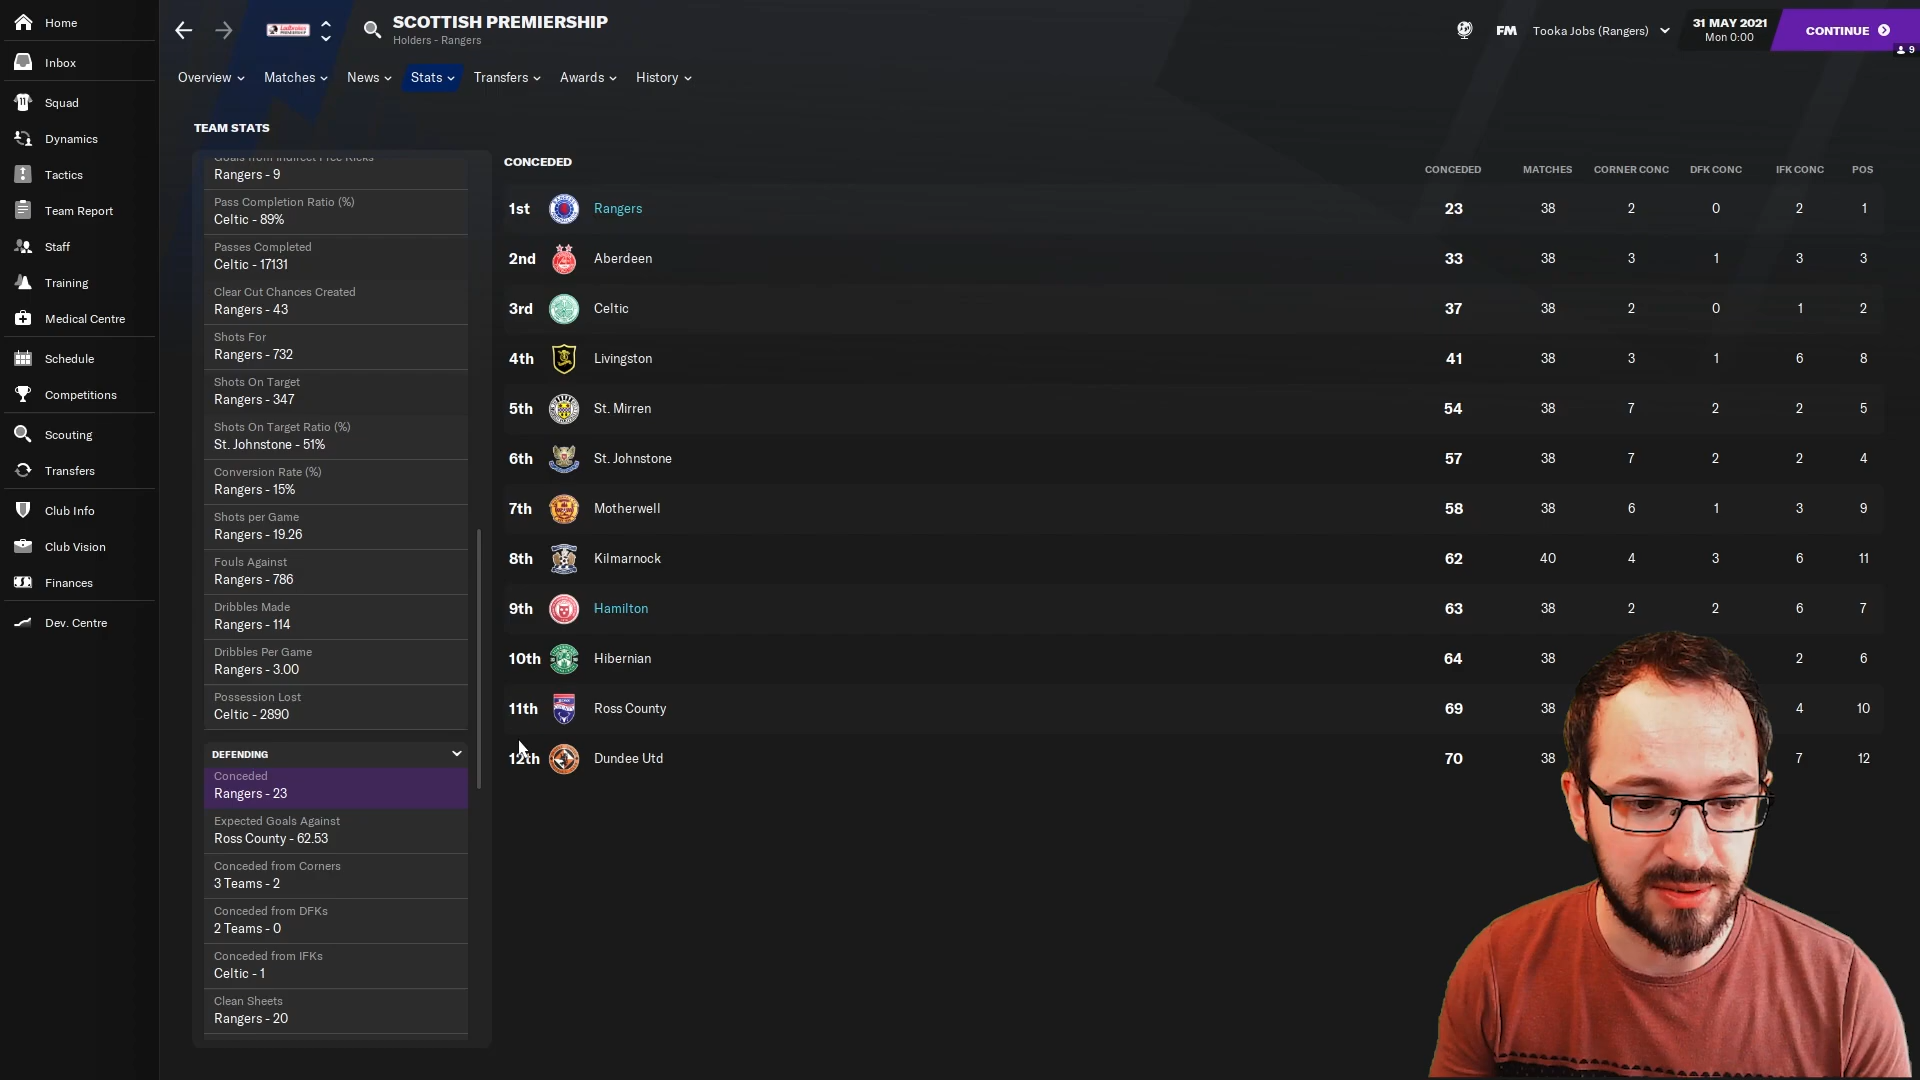 Home
Inbox
Squad
Dynamics
Tactics
Team Report
Staff
Training
Medical Centre
Schedule
Competitions
Scouting
Transfers
Club Info
Club Vision
Finances
Dev. Centre
SCOTTISH PREMIERSHIP
Holders - Rangers
FM
Tooka Jobs (Rangers)
31 MAY 2021
Mon 0:00
CONTINUE
9
Overview Matches News Stats Transfers Awards History
TEAM STATS
Goals from Indirect Free Kicks
Rangers - 9
Pass Completion Ratio (%)
Celtic - 89%
Passes Completed
Celtic - 17131
Clear Cut Chances Created
Rangers - 43
Shots For
Rangers - 732
Shots On Target
Rangers - 347
Shots On Target Ratio (%)
St. Johnstone - 51%
Conversion Rate (%)
Rangers - 15%
Shots per Game
Rangers - 19.26
Fouls Against
Rangers - 786
Dribbles Made
Rangers - 114
Dribbles Per Game
Rangers - 3.00
Possession Lost
Celtic - 2890
DEFENDING
Conceded
Rangers - 23
Expected Goals Against
Ross County - 62.53
Conceded from Corners
3 Teams - 2
Conceded from DFKs
2 Teams - 0
Conceded from IFKs
Celtic - 1
Clean Sheets
Rangers - 20
CONCEDED
CONCEDED MATCHES CORNER CONC DFK CONC IFK CONC POS
1st Rangers 23 38 2 0 2 1
2nd Aberdeen 33 38 3 1 3 3
3rd Celtic 37 38 2 0 1 2
4th Livingston 41 38 3 1 6 8
5th St. Mirren 54 38 7 2 2 5
6th St. Johnstone 57 38 7 2 2 4
7th Motherwell 58 38 6 1 3 9
8th Kilmarnock 62 40 4 3 6 11
9th Hamilton 63 38 2 2 6 7
10th Hibernian 64 38 2 6
11th Ross County 69 38 4 10
12th Dundee Utd 70 38 7 12